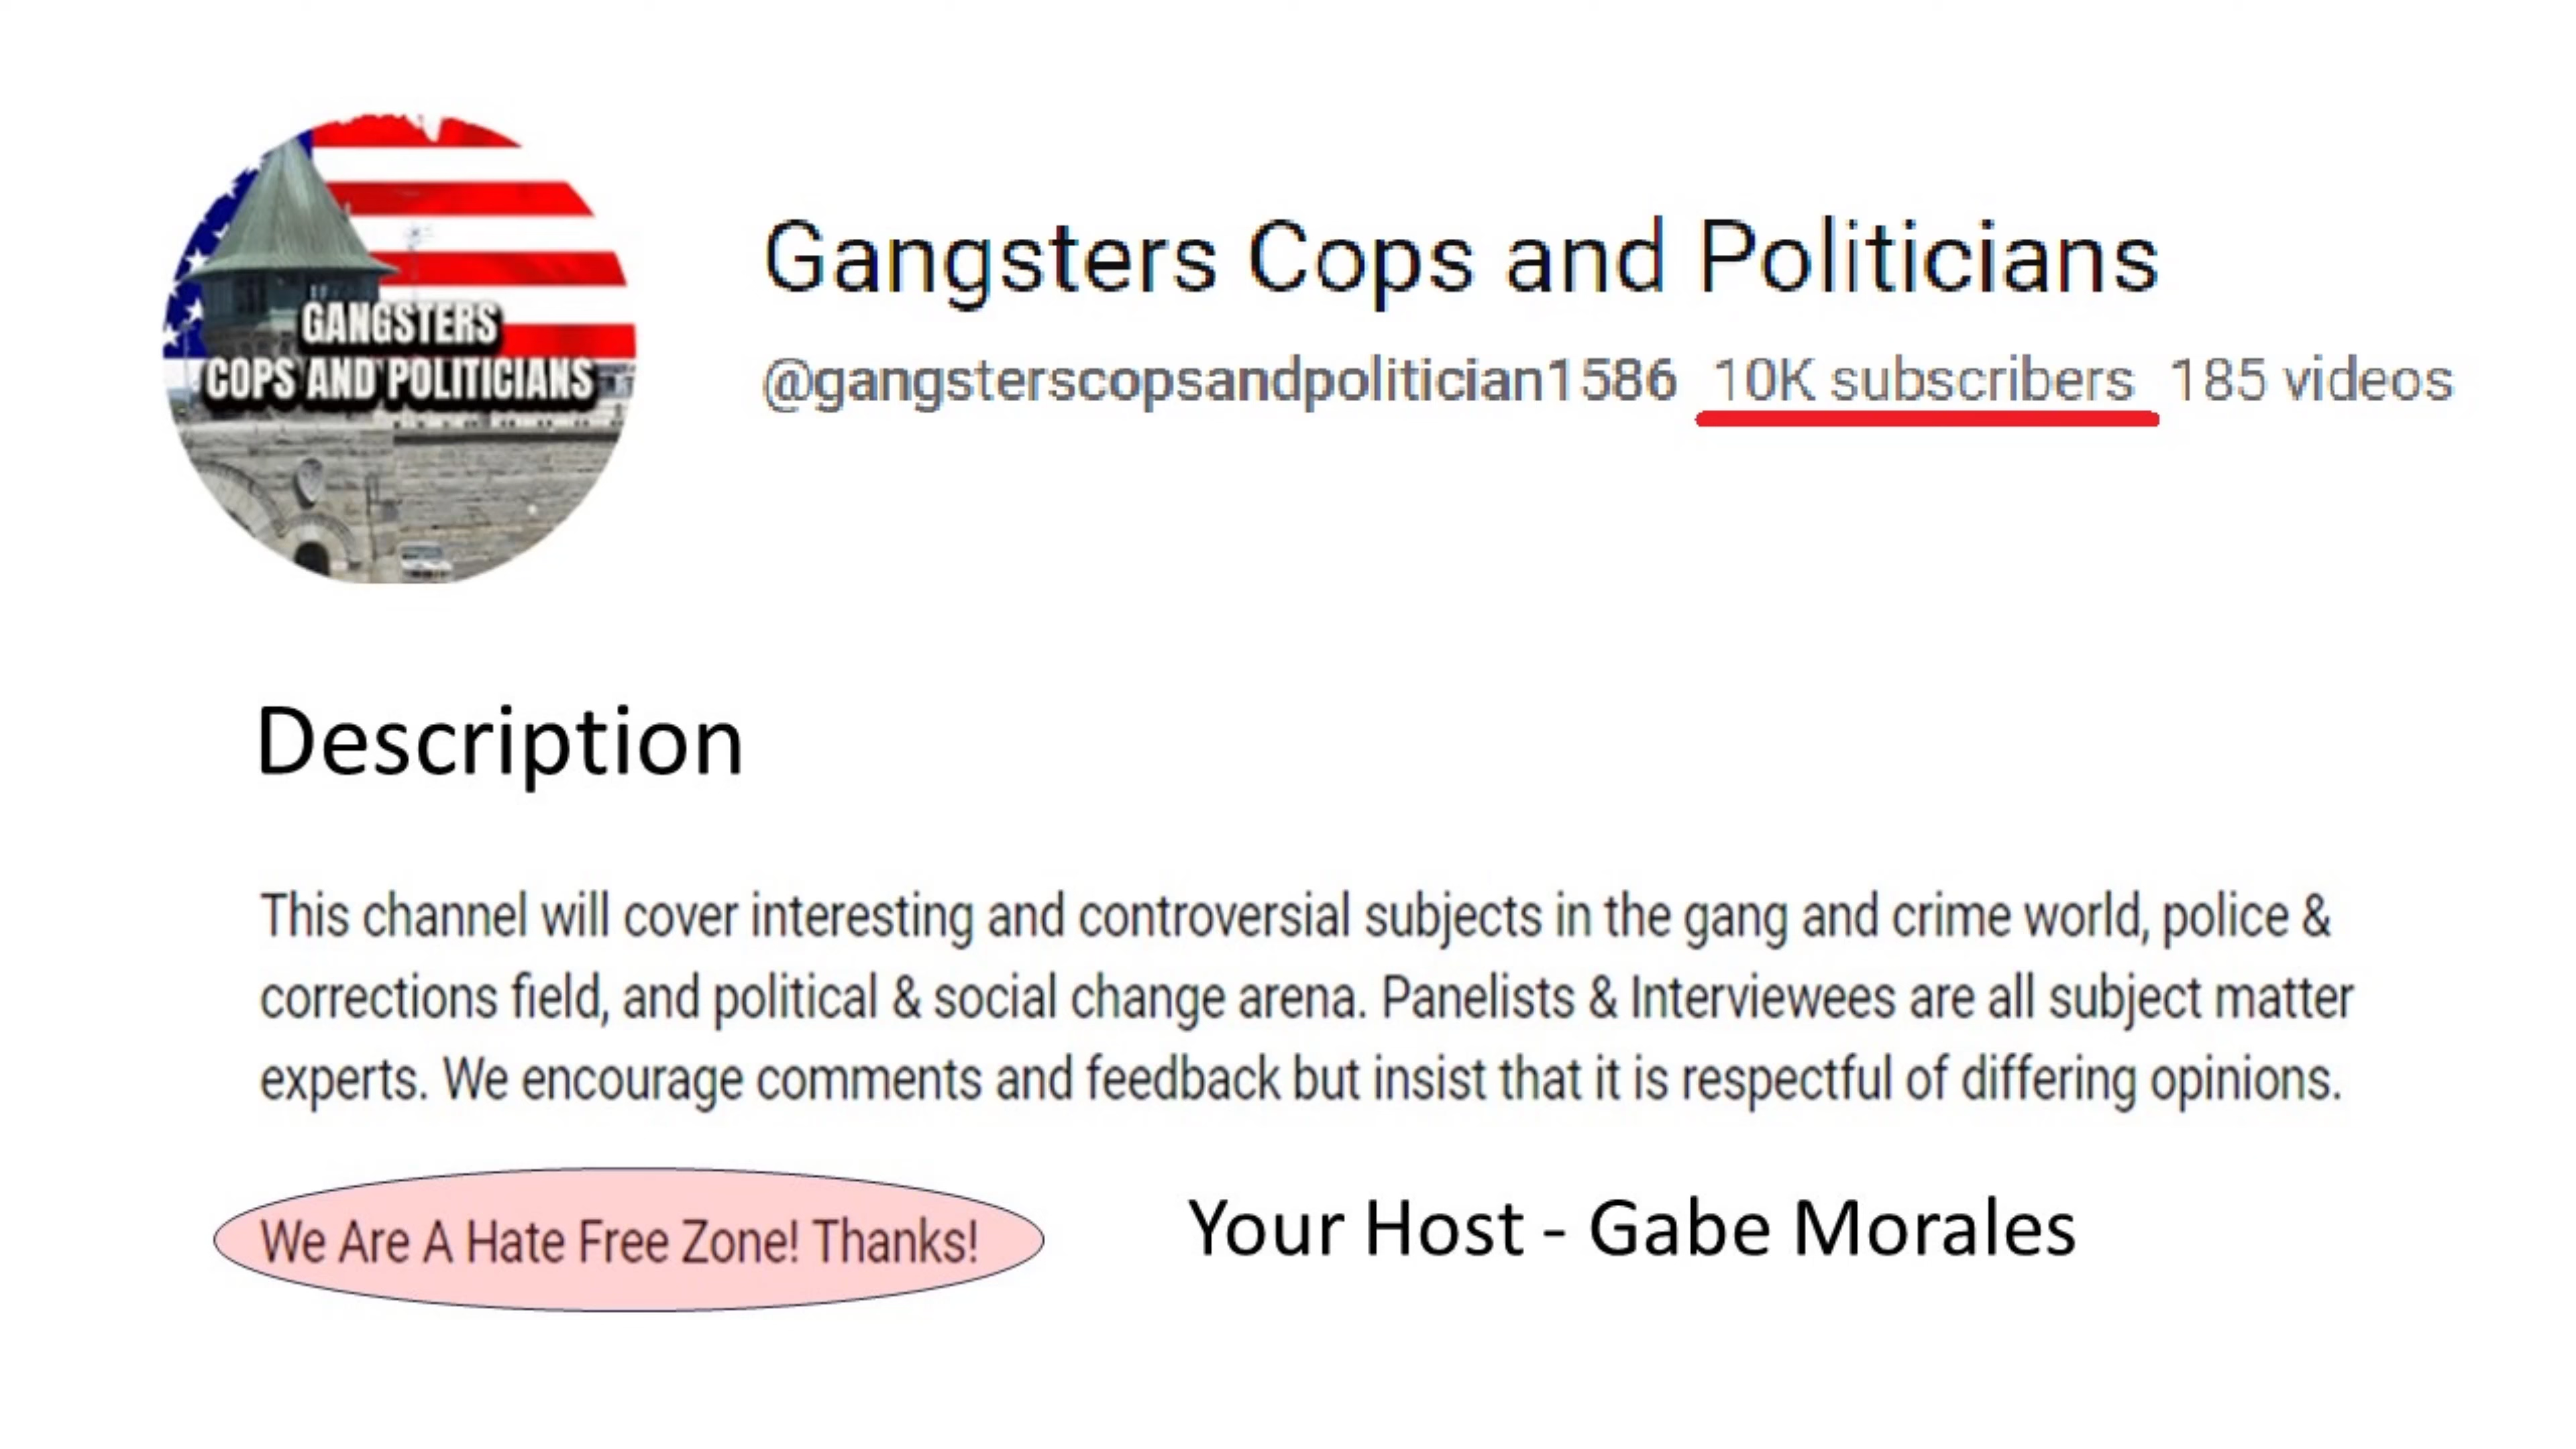 GANGSTERS
COPS AND POLITICIANS
Gangsters Cops and Politicians
@gangsterscopsandpolitician1586 10K subscribers 185 videos
Description
This channel will cover interesting and controversial subjects in the gang and crime world, police &
corrections field, and political & social change arena. Panelists & Interviewees are all subject matter
experts. We encourage comments and feedback but insist that it is respectful of differing opinions.
We Are A Hate Free Zone! Thanks!
Your Host - Gabe Morales